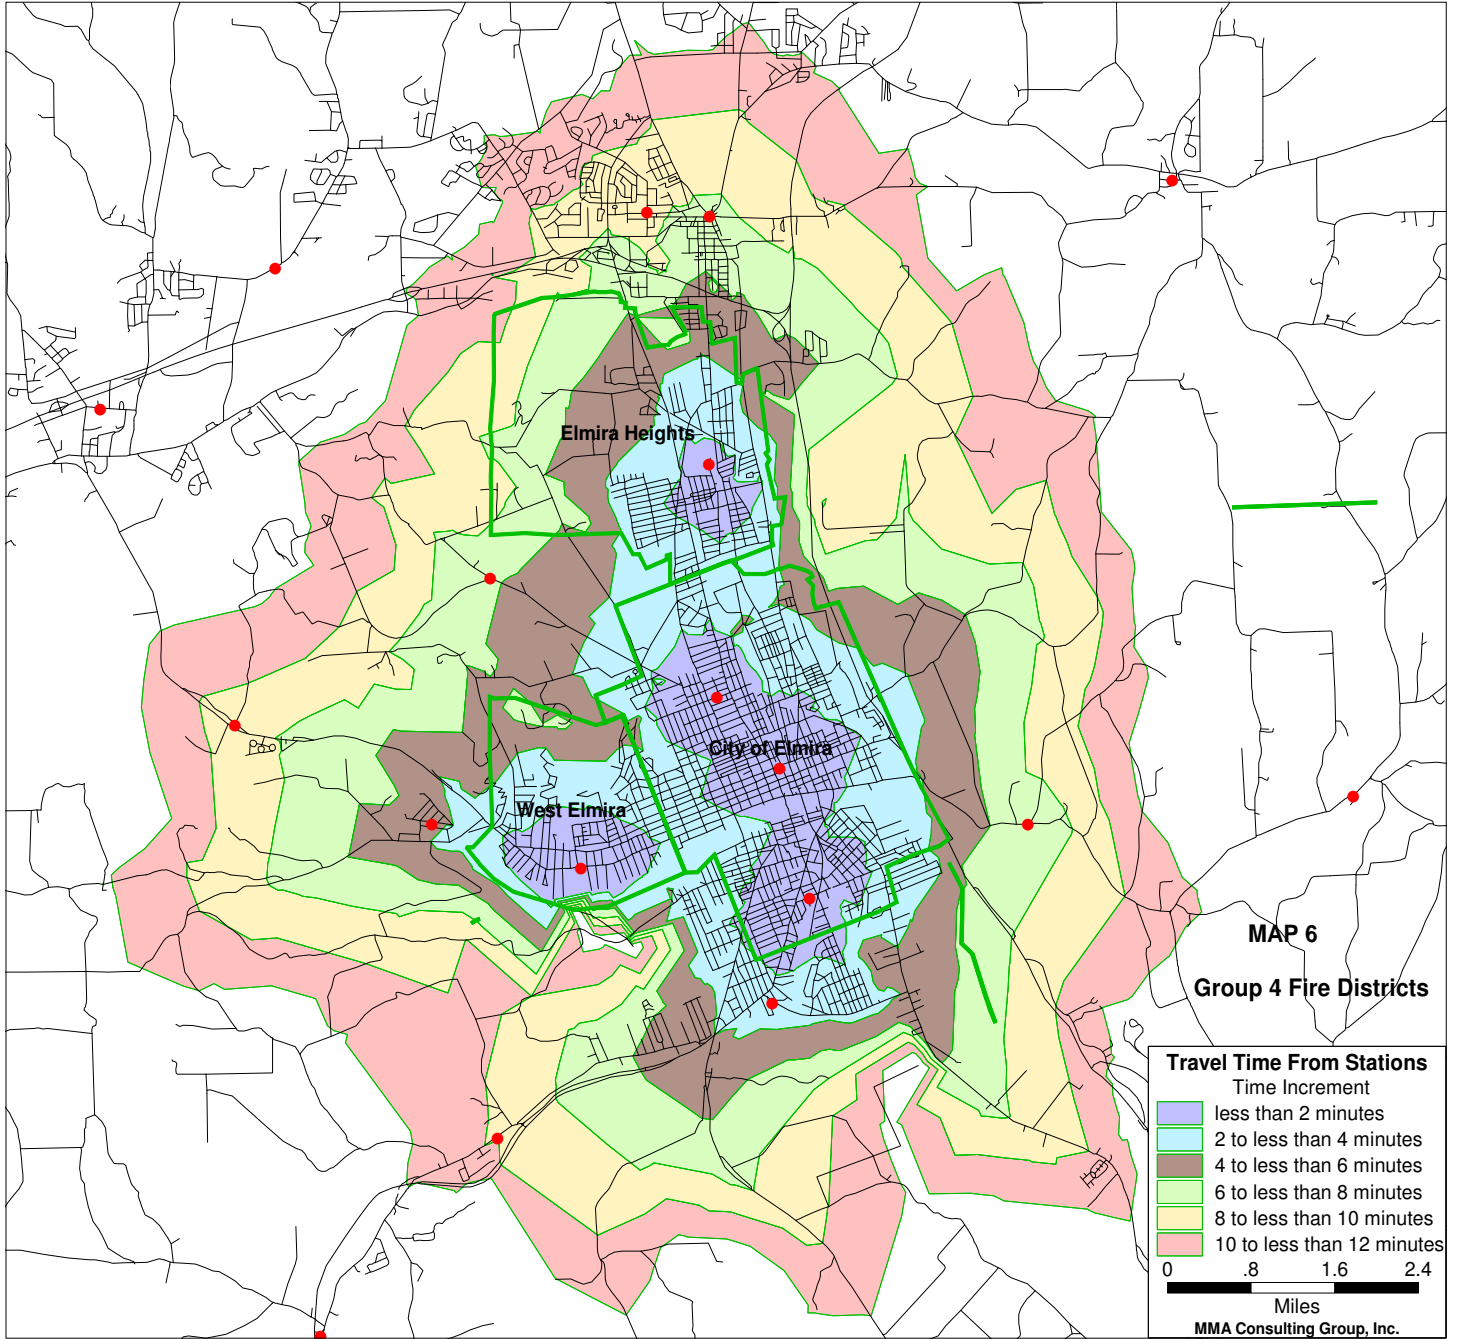 Elmira Heights
City of Elmira
West Elmira
MAP 6
Group 4 Fire Districts
Travel Time From Stations
Time Increment
less than 2 minutes
2 to less than 4 minutes
4 to less than 6 minutes
6 to less than 8 minutes
8 to less than 10 minutes
10 to less than 12 minutes
0 .8 1.6 2.4
Miles
MMA Consulting Group, Inc.